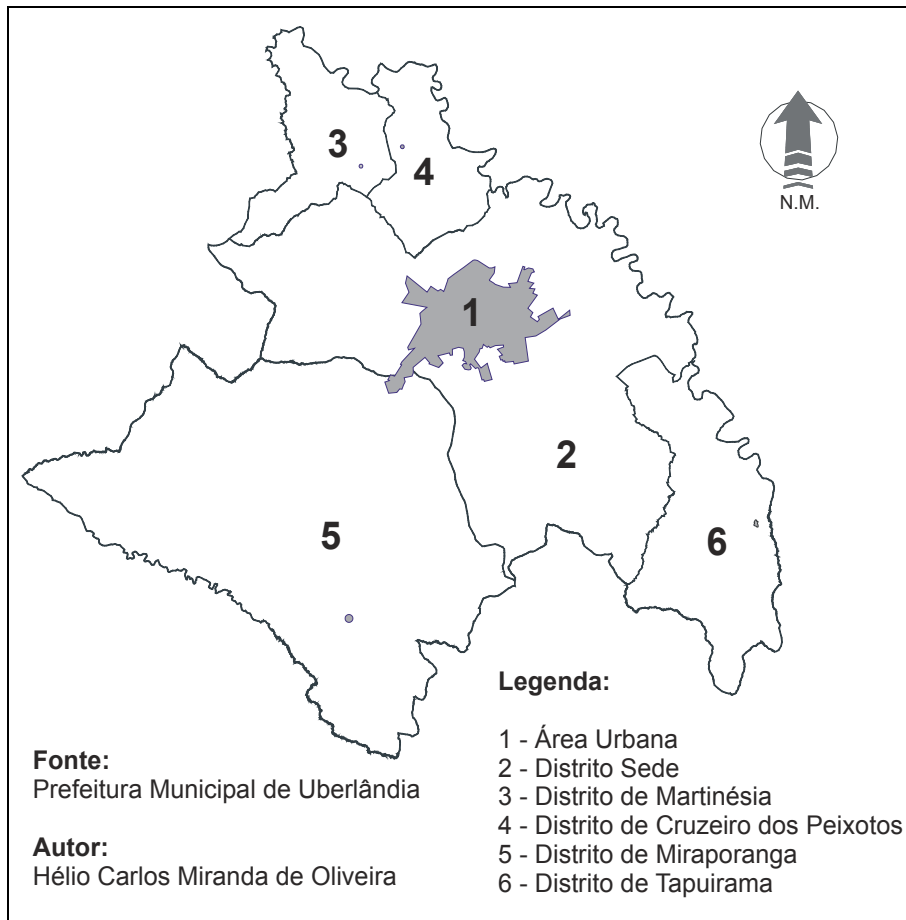 3
4
N.M.
1
2
5
6
Legenda:
1 - Área Urbana
2 - Distrito Sede
3 - Distrito de Martinésia
4 - Distrito de Cruzeiro dos Peixotos
5 - Distrito de Miraporanga
6 - Distrito de Tapuirama
Fonte:
Prefeitura Municipal de Uberlândia
Autor:
Hélio Carlos Miranda de Oliveira